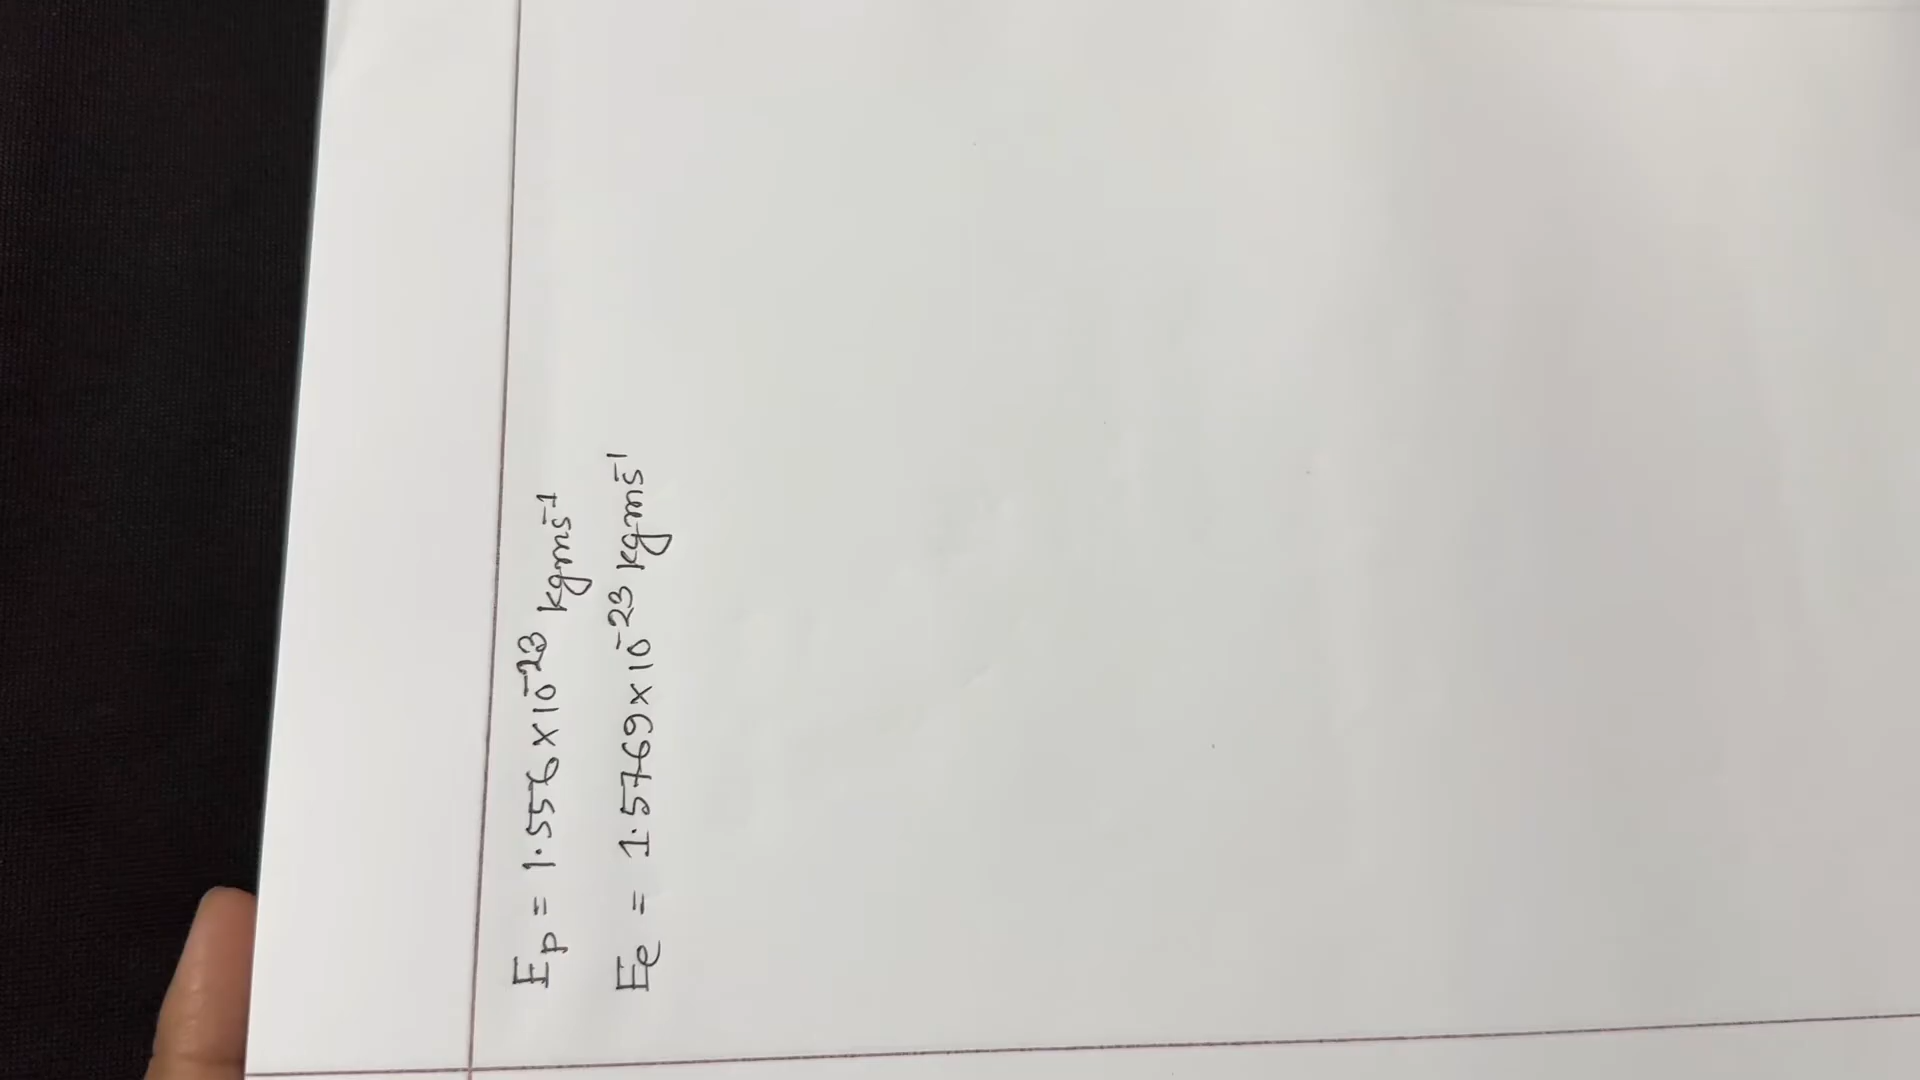 Ep = 1.556 x 10⁻²³ kgms⁻¹
Ee = 1.5769 x 10⁻²³ kgms⁻¹